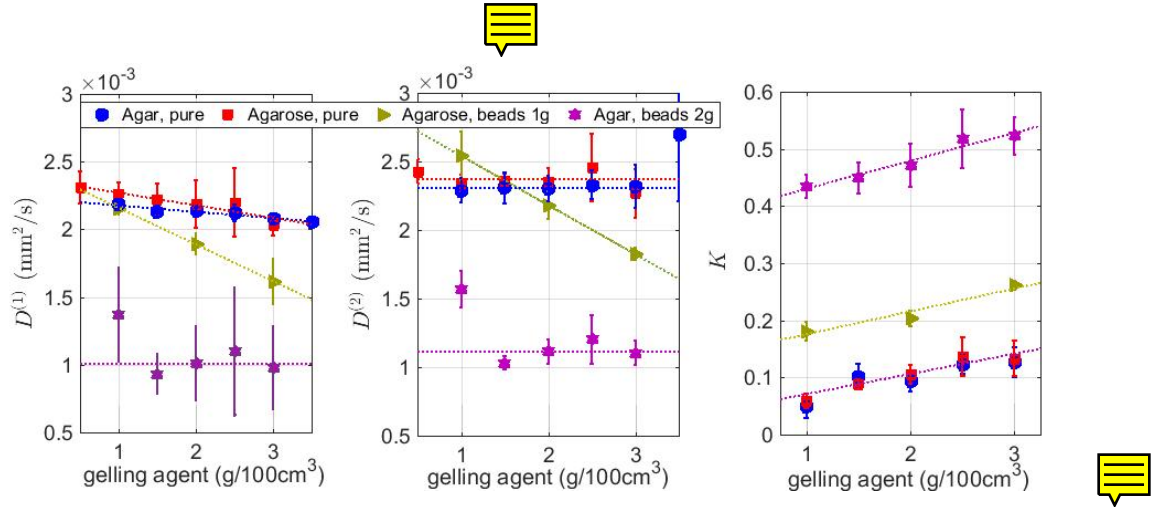 ×10⁻³
×10⁻³
Agar, pure Agarose, pure Agarose, beads 1g Agar, beads 2g
3
2.5
2
1.5
1
0.5
D⁽¹⁾ (mm²/s)
1 2 3
gelling agent (g/100cm³)
3
2.5
2
1.5
1
0.5
D⁽²⁾ (mm²/s)
1 2 3
gelling agent (g/100cm³)
0.6
0.5
0.4
0.3
0.2
0.1
0
K
1 2 3
gelling agent (g/100cm³)